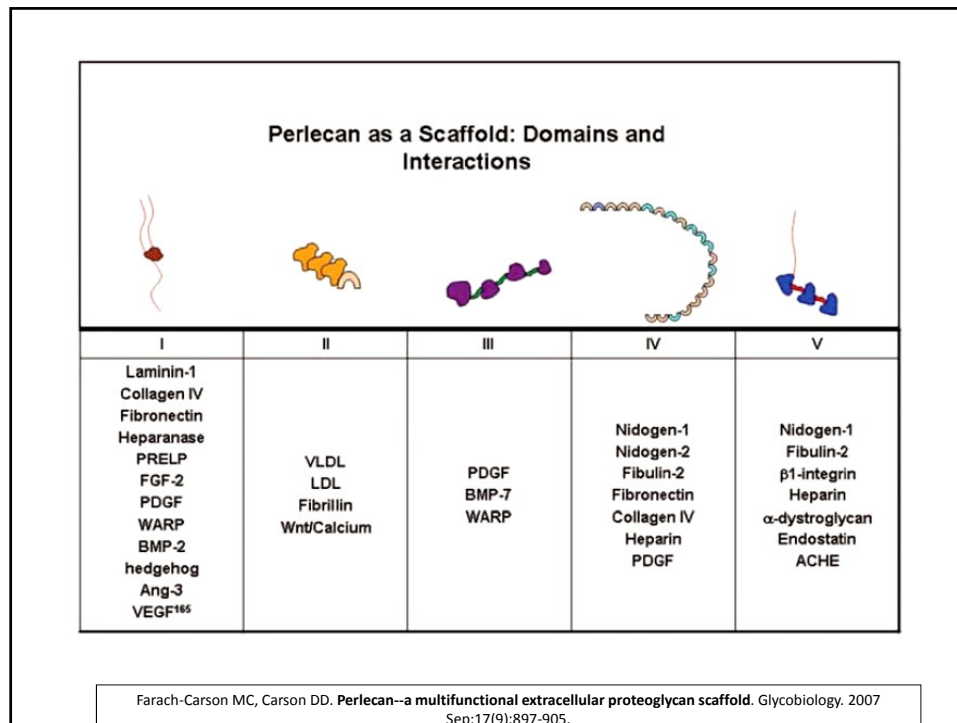 Perlecan as a Scaffold: Domains and
Interactions
I
II
III
IV
V
Laminin-1
Collagen IV
Fibronectin
Heparanase
PRELP
FGF-2
PDGF
WARP
BMP-2
hedgehog
Ang-3
VEGF¹⁶⁵
VLDL
LDL
Fibrillin
Wnt/Calcium
PDGF
BMP-7
WARP
Nidogen-1
Nidogen-2
Fibulin-2
Fibronectin
Collagen IV
Heparin
PDGF
Nidogen-1
Fibulin-2
β1-integrin
Heparin
α-dystroglycan
Endostatin
ACHE
Farach-Carson MC, Carson DD. Perlecan--a multifunctional extracellular proteoglycan scaffold. Glycobiology. 2007
Sep;17(9):897-905.